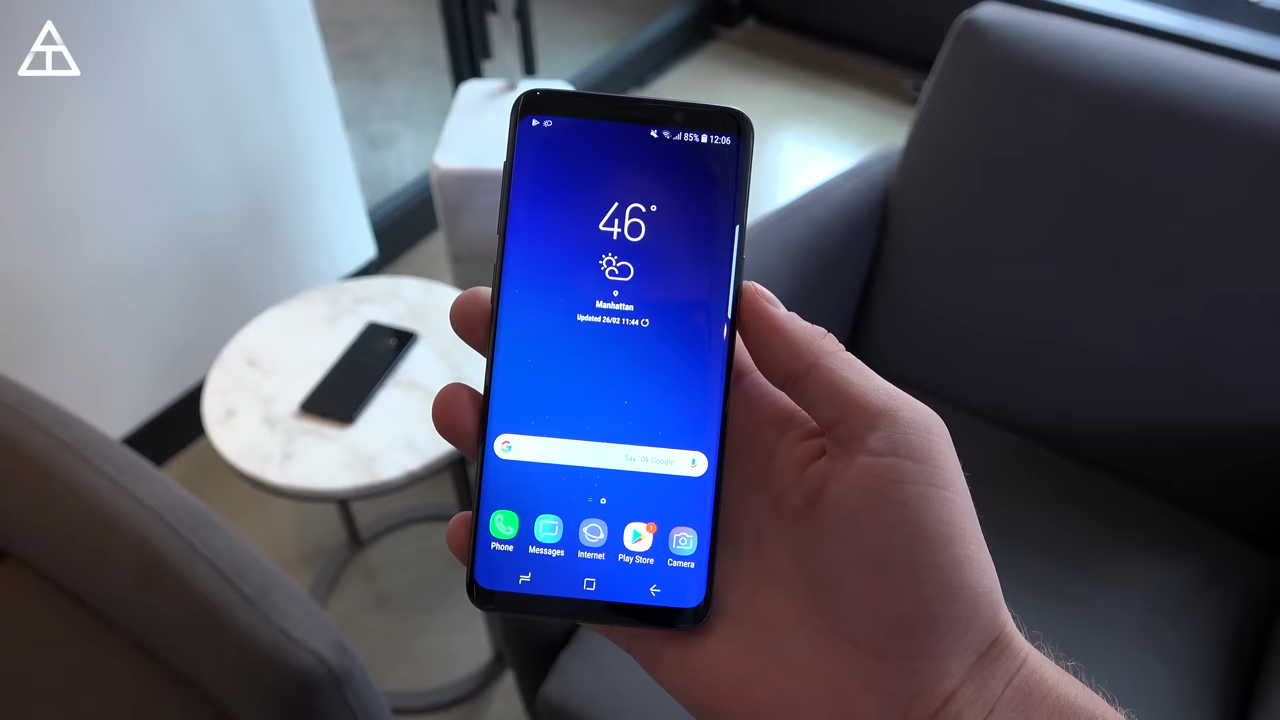 85% 12:06
46°
Manhattan
Updated 26/02 11:44
Say "Ok Google"
1
Phone Messages Internet Play Store Camera